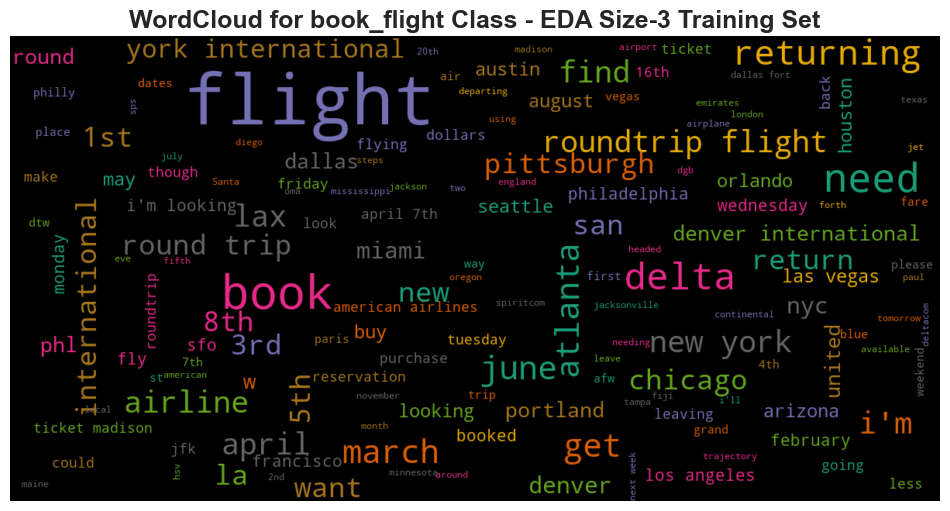 WordCloud for book_flight Class - EDA Size-3 Training Set
round
york international
20th
madison
airport
ticket
returning
philly
dates
flight
air
austin
departing
find
16th
dallas fort
back
houston
texas
sps
1st
place
diego
flying
dollars
using
august
vegas
emirates
london
airplane
roundtrip flight
jet
make
july
though
may
Santa
dallas
steps
friday
oma
mississippi
jackson
two
pittsburgh
england
dgb
philadelphia
orlando
need
fare
wednesday
forth
dtw
i'm looking
lax
look
april 7th
seattle
san
denver international
monday
international
round trip
eve
fifth
miami
way
oregon
atlanta
first
headed
delta
return
las vegas
please
paul
roundtrip
book
new
american airlines
spiritcom
jacksonville
continental
nyc
tomorrow
deltacom
8th
phl
sfo
3rd
fly
7th
buy
paris
tuesday
needing
new york
united
blue
available
weekend
purchase
june
leave
4th
st
american
w
5th
reservation
november
trip
afw
chicago
tampa
fiji
i'll
local
airline
looking
portland
leaving
arizona
i'm
ticket madison
month
booked
grand
february
jfk
april
francisco
march
get
could
hsv
la
2nd
minnesota
around
next week
trajectory
los angeles
going
maine
want
denver
less